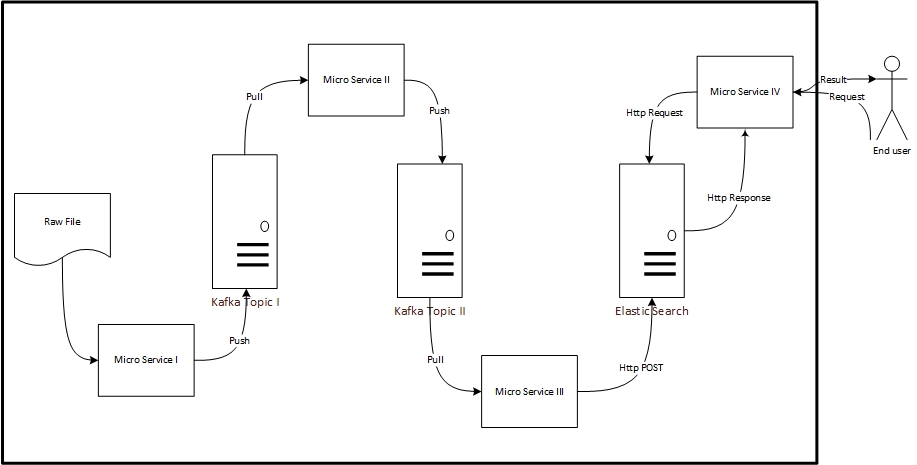 Raw File
Micro Service I
Push
Kafka Topic I
Pull
Micro Service II
Push
Kafka Topic II
Pull
Micro Service III
Http POST
Elastic Search
Http Request
Http Response
Micro Service IV
Result
Request
End user